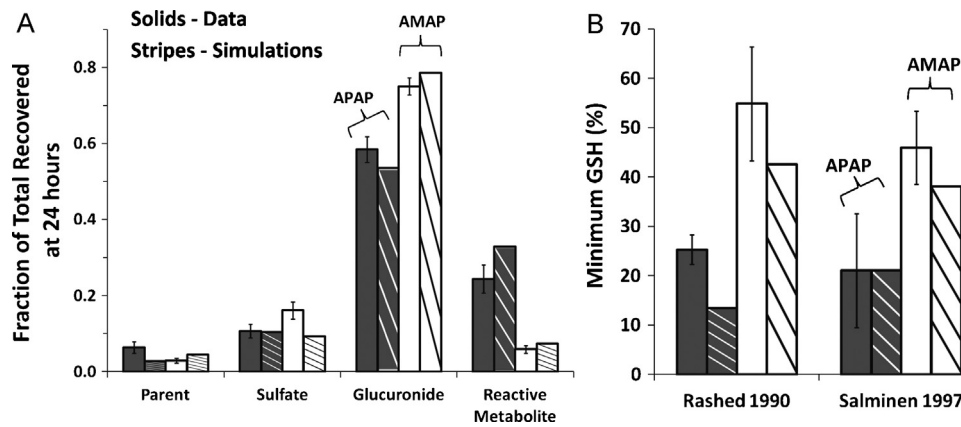 A
Solids - Data
Stripes - Simulations
Fraction of Total Recovered
at 24 hours
0.8
0.6
0.4
0.2
0.0
APAP
AMAP
Parent
Sulfate
Glucuronide
Reactive
Metabolite
B
Minimum GSH (%)
70
60
50
40
30
20
10
0
APAP
AMAP
Rashed 1990
Salminen 1997